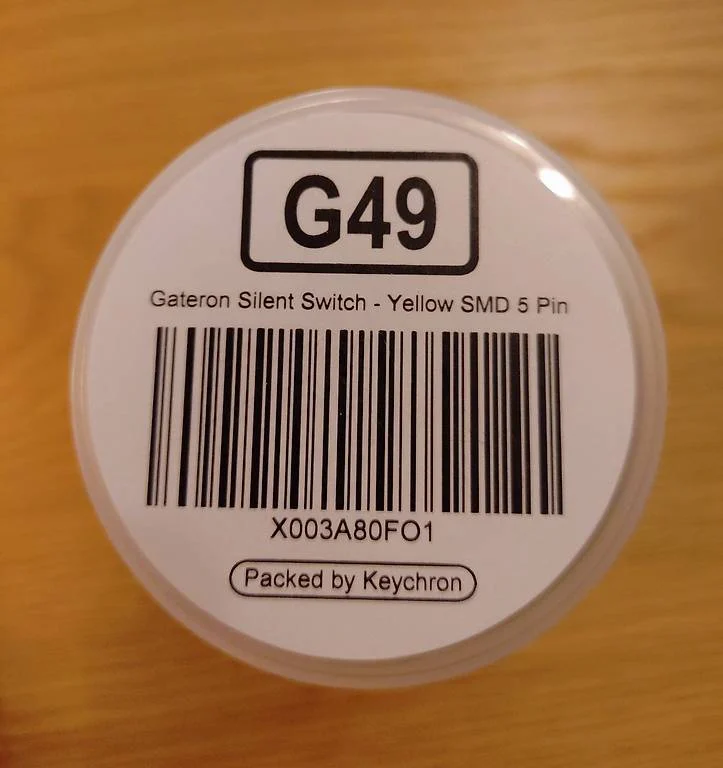 G49
Gateron Silent Switch - Yellow SMD 5 Pin
X003A80FO1
Packed by Keychron